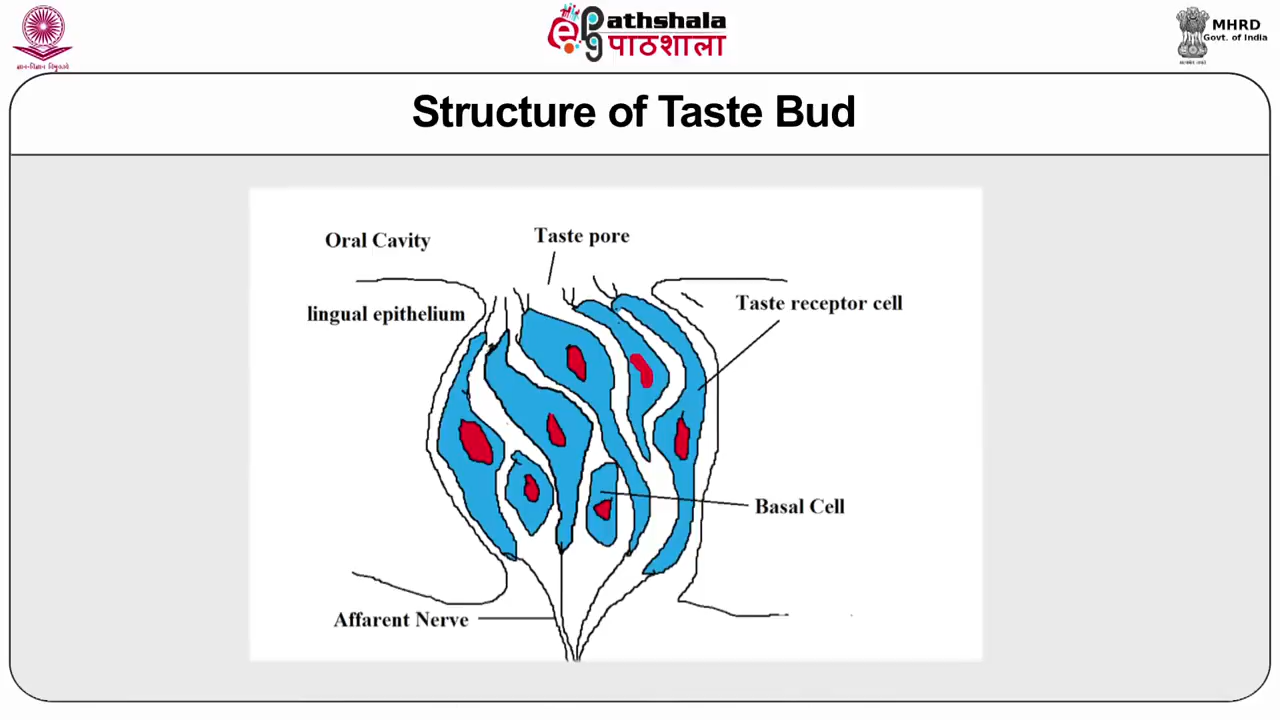 ePathshala
पाठशाला
MHRD
Govt. of India
Structure of Taste Bud
Oral Cavity
Taste pore
lingual epithelium
Taste receptor cell
Basal Cell
Affarent Nerve